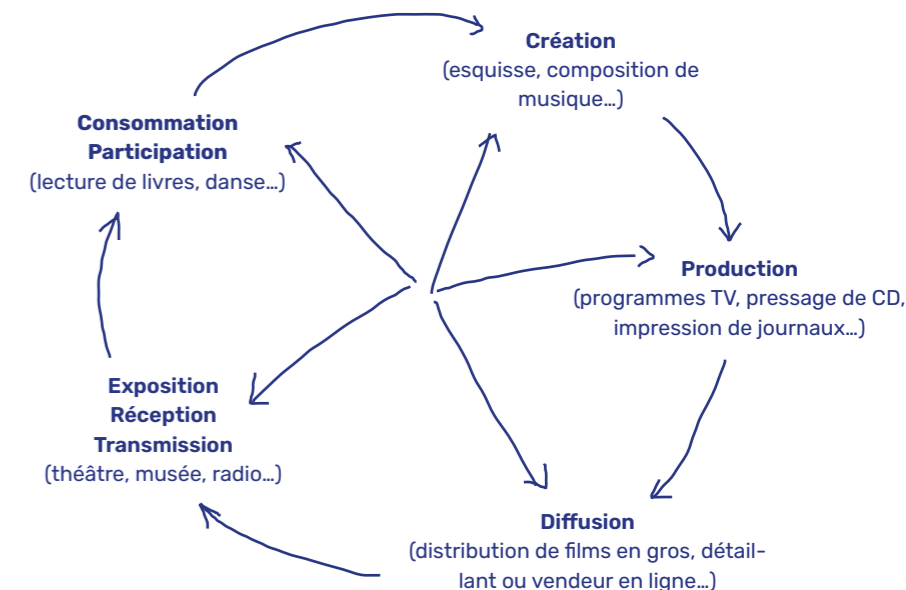 Création
(esquisse, composition de
musique…)
Production
(programmes TV, pressage de CD,
impression de journaux…)
Diffusion
(distribution de films en gros, détail-
lant ou vendeur en ligne…)
Exposition
Réception
Transmission
(théâtre, musée, radio…)
Consommation
Participation
(lecture de livres, danse…)